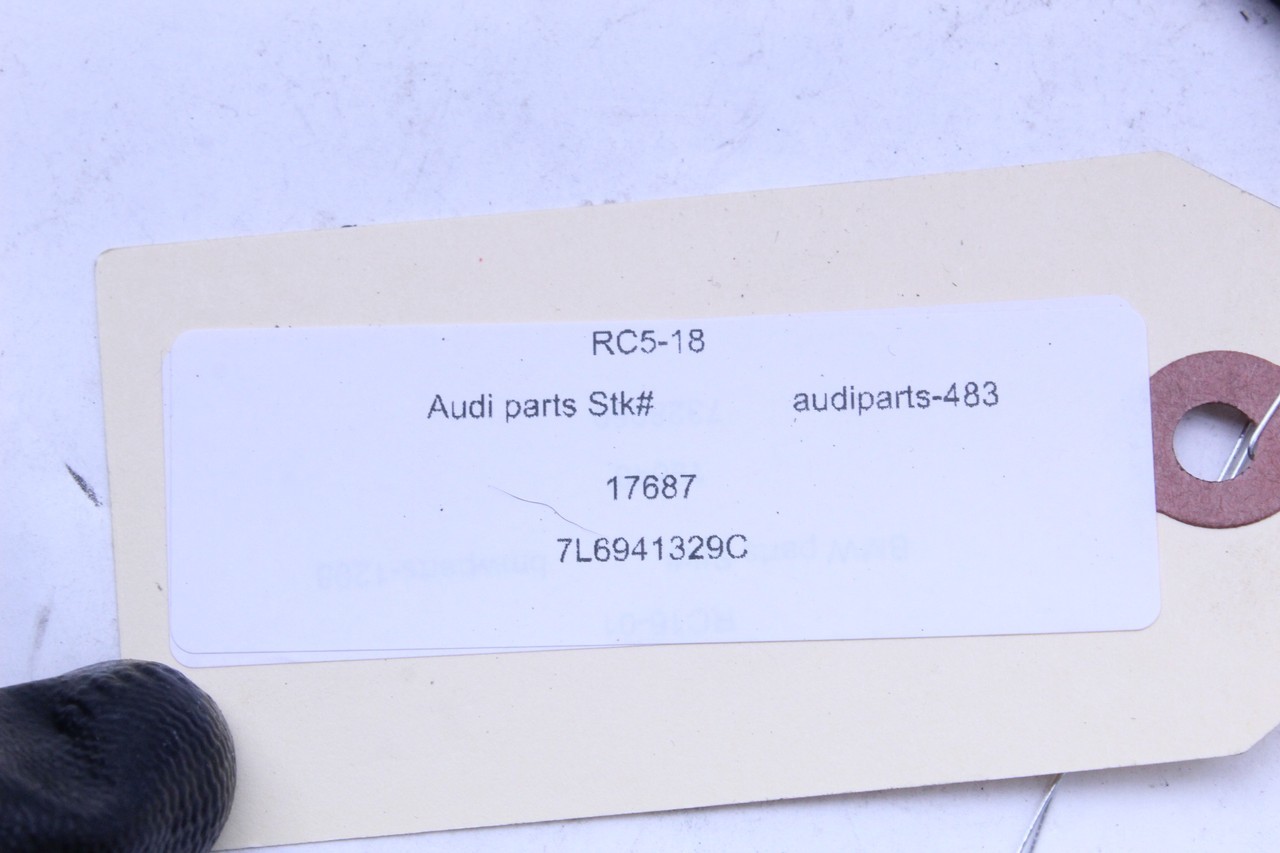 RC5-18
Audi parts Stk# audiparts-483
17687
7L6941329C